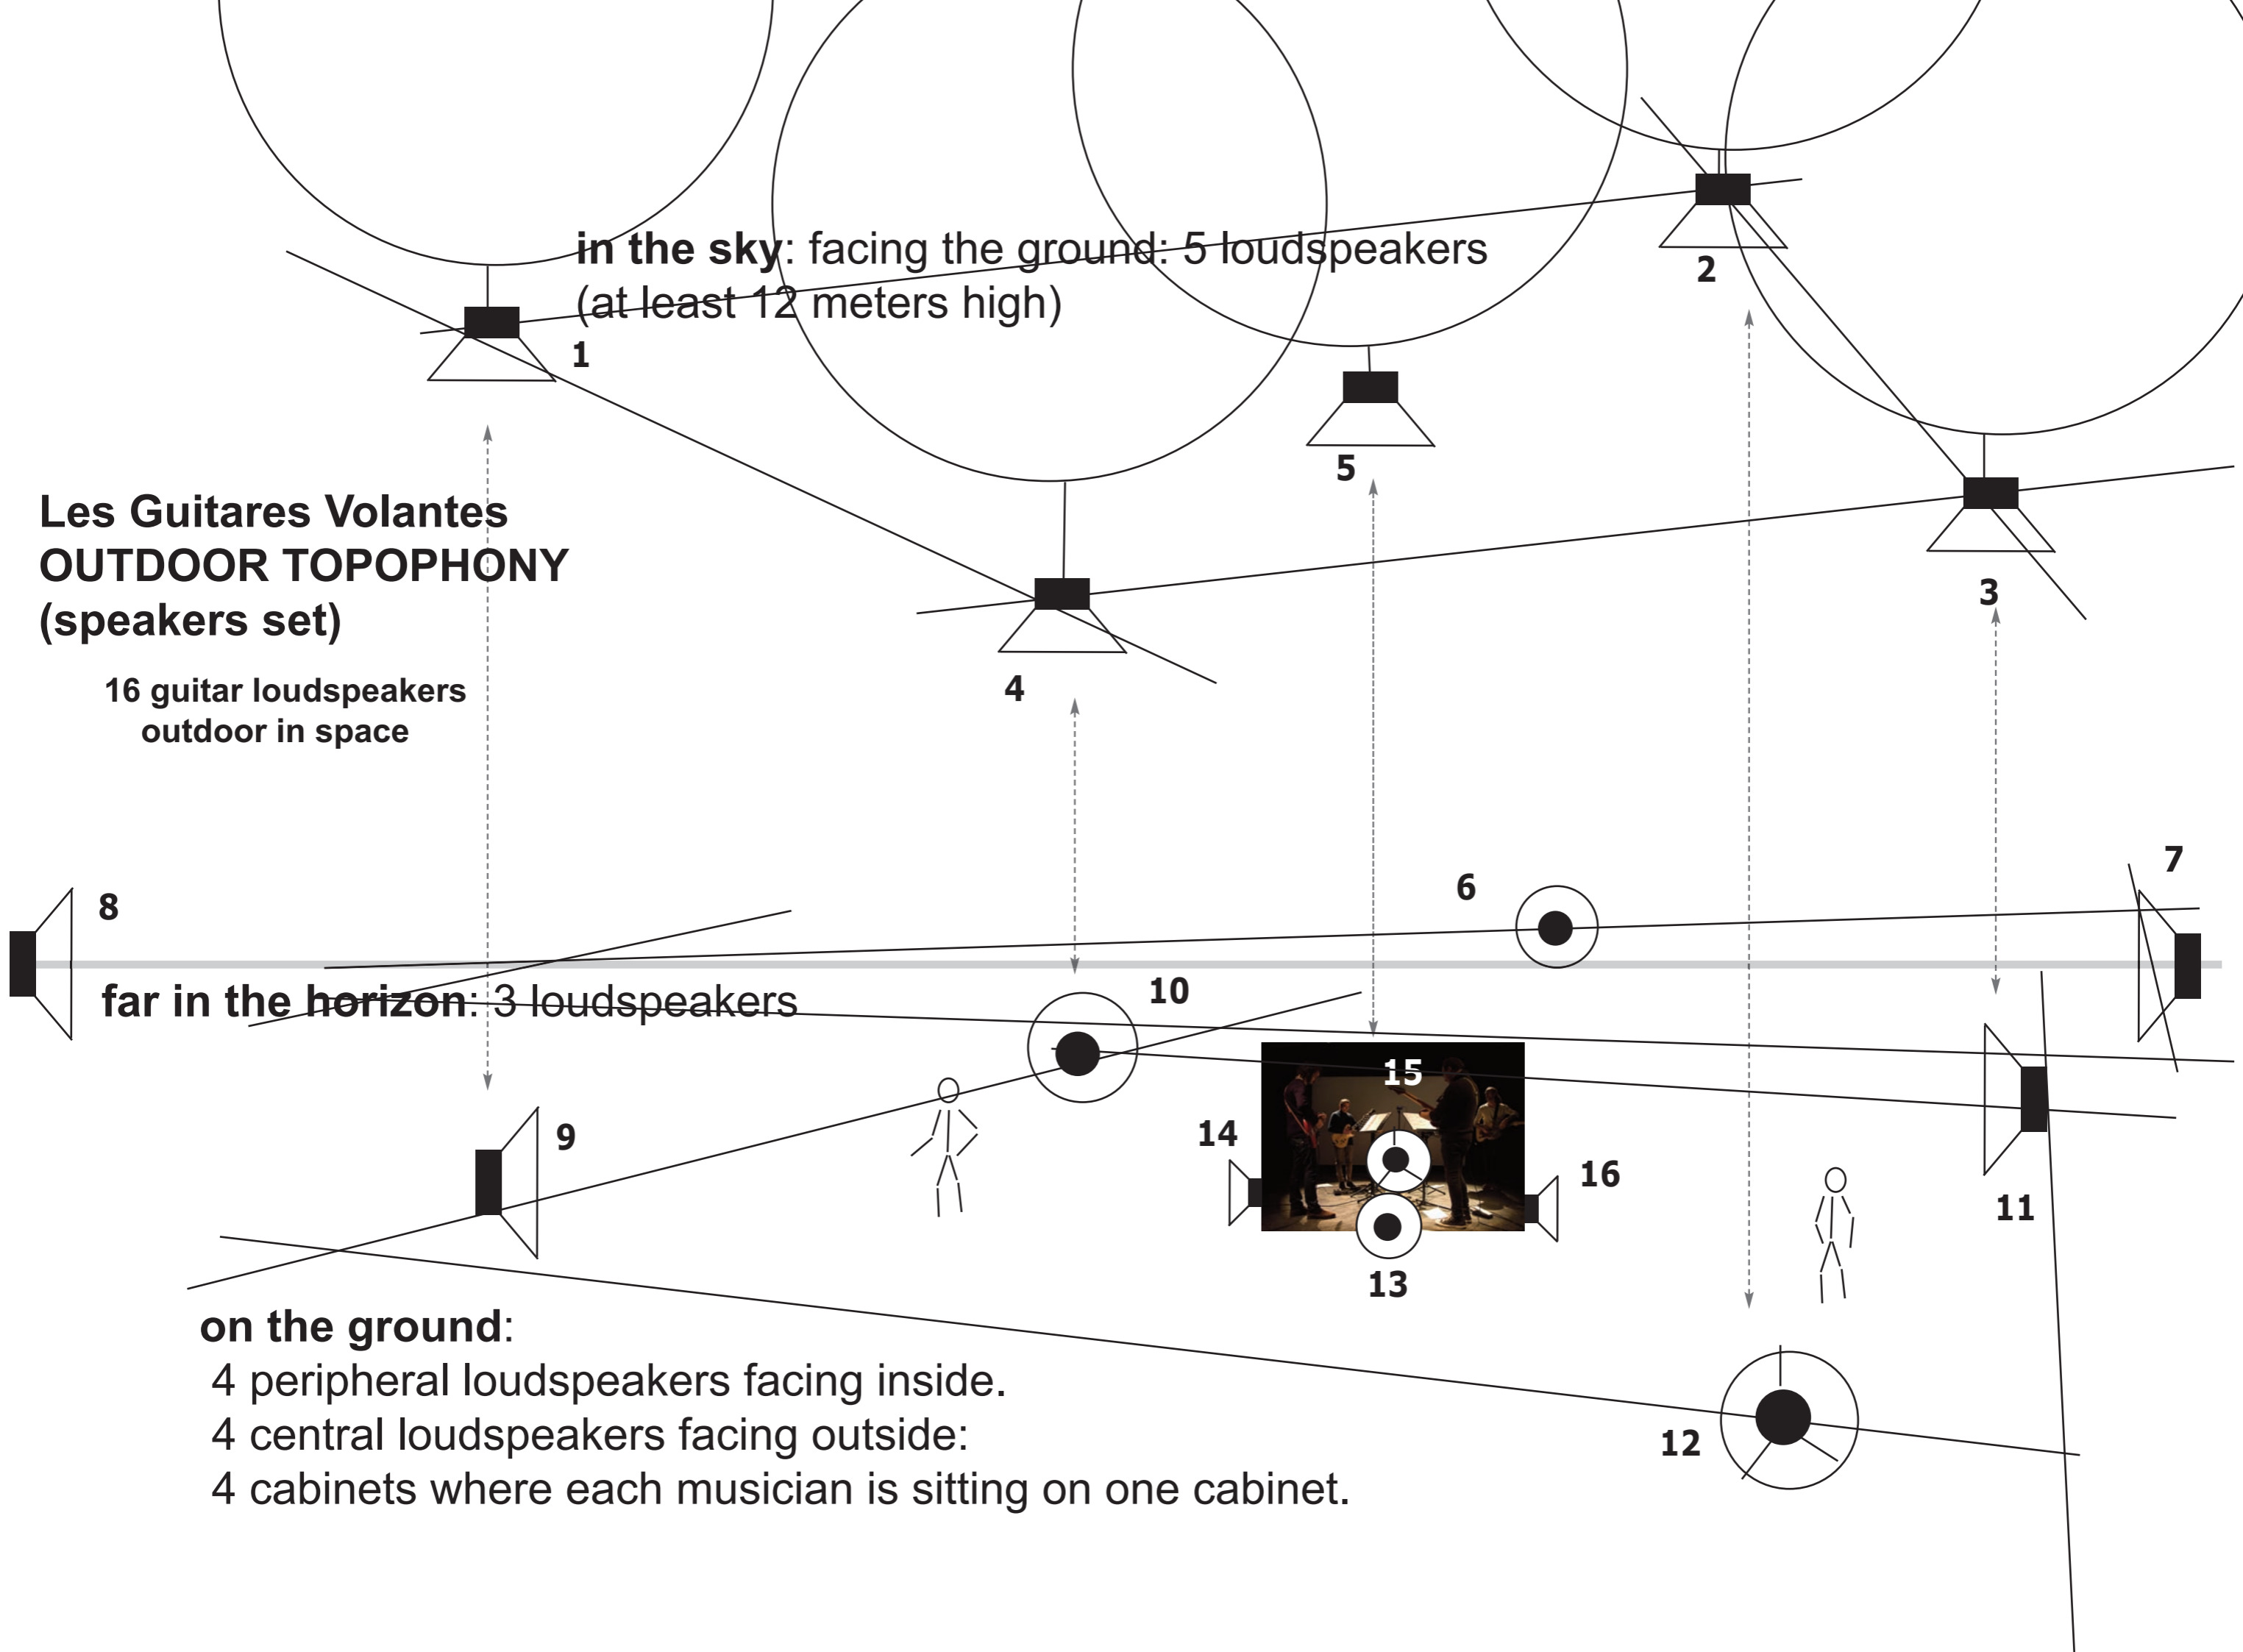 in the sky: facing the ground: 5 loudspeakers
(at least 12 meters high)
2
1
5
Les Guitares Volantes
OUTDOOR TOPOPHONY
(speakers set)
3
16 guitar loudspeakers
outdoor in space
4
7
6
8
far in the horizon: 3 loudspeakers
10
15
9
14
16
11
13
on the ground:
4 peripheral loudspeakers facing inside.
4 central loudspeakers facing outside:
12
4 cabinets where each musician is sitting on one cabinet.